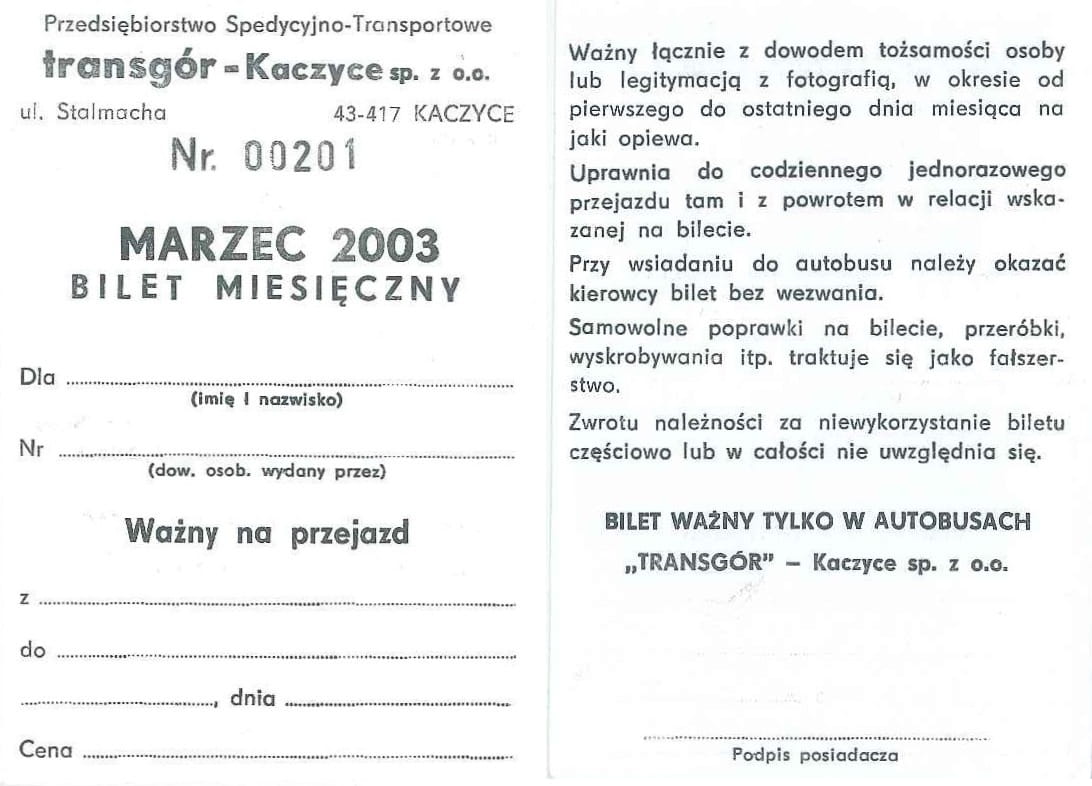 Przedsiębiorstwo Spedycyjno-Transportowe
transgór - Kaczyce sp. z o.o.
ul. Stalmacha 43-417 KACZYCE
Nr. 00201
MARZEC 2003
BILET MIESIĘCZNY
Dla
(imię i nazwisko)
Nr
(dow. osob. wydany przez)
Ważny na przejazd
z
do
, dnia
Cena
Ważny łącznie z dowodem tożsamości osoby
lub legitymacją z fotografią, w okresie od
pierwszego do ostatniego dnia miesiąca na
jaki opiewa.
Uprawnia do codziennego jednorazowego
przejazdu tam i z powrotem w relacji wska-
zanej na bilecie.
Przy wsiadaniu do autobusu należy okazać
kierowcy bilet bez wezwania.
Samowolne poprawki na bilecie, przeróbki,
wyskrobywania itp. traktuje się jako fałszer-
stwo.
Zwrotu należności za niewykorzystanie biletu
częściowo lub w całości nie uwzględnia się.
BILET WAŻNY TYLKO W AUTOBUSACH
„TRANSGÓR" – Kaczyce sp. z o.o.
Podpis posiadacza